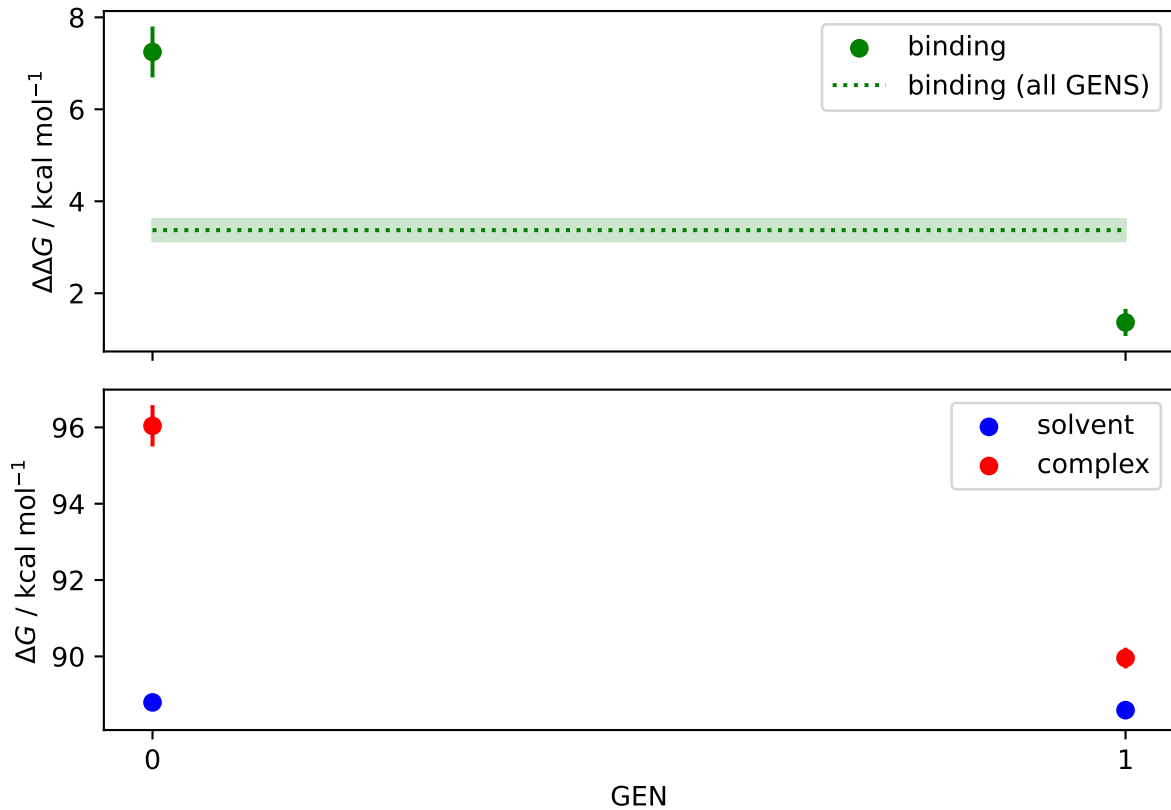 8
6
4
2
ΔΔG / kcal mol⁻¹
binding
binding (all GENS)
96
94
92
90
ΔG / kcal mol⁻¹
solvent
complex
0
1
GEN